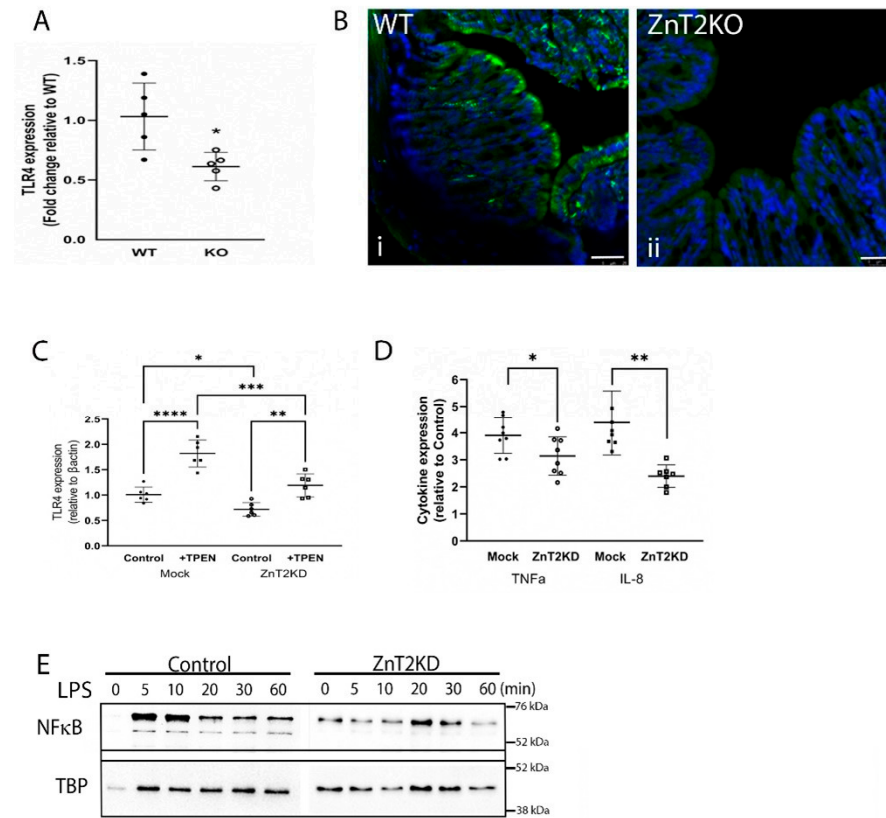 A
TLR4 expression
(Fold change relative to WT)
1.5
1.0
0.5
0.0
*
WT KO
B
WT
i
ZnT2KO
ii
C
TLR4 expression
(relative to βactin)
2.5
2.0
1.5
1.0
0.5
0.0
*
***
**** **
Control +TPEN Control +TPEN
Mock ZnT2KD
D
Cytokine expression
(relative to Control)
6
5
4
3
2
1
0
* **
Mock ZnT2KD Mock ZnT2KD
TNFa IL-8
E
Control ZnT2KD
LPS 0 5 10 20 30 60 0 5 10 20 30 60 (min)
NFκB
76 kDa
52 kDa
TBP
52 kDa
38 kDa